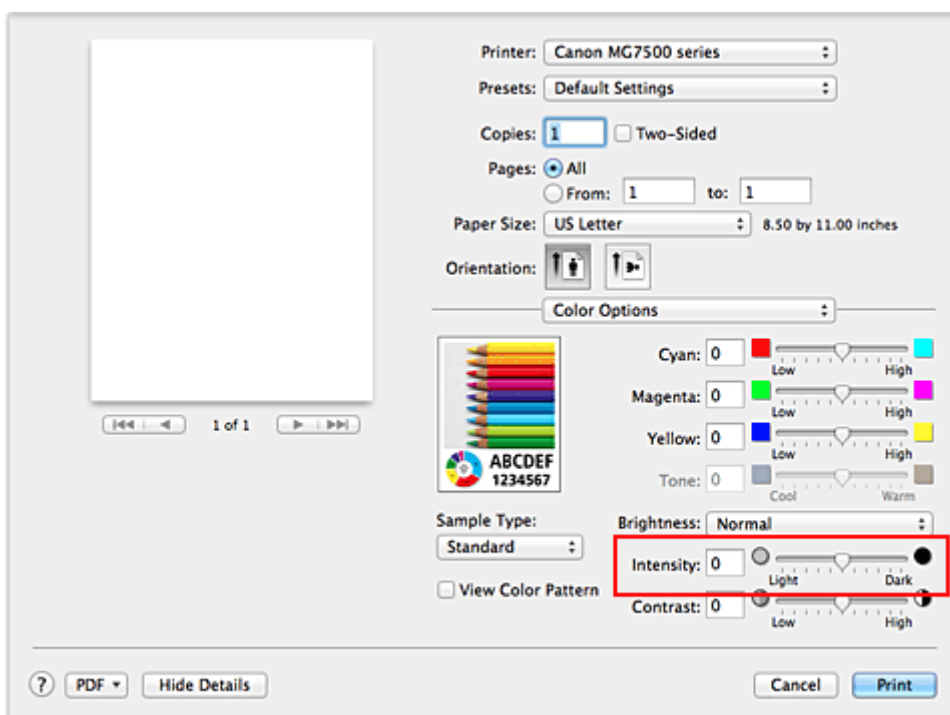 Printer: Canon MG7500 series
Presets: Default Settings
Copies: 1 Two-Sided
Pages: All
From: 1 to: 1
Paper Size: US Letter 8.50 by 11.00 inches
Orientation:
Color Options
1 of 1
ABCDEF
1234567
Cyan: 0
Low High
Magenta: 0
Low High
Yellow: 0
Low High
Tone: 0
Cool Warm
Sample Type:
Standard
View Color Pattern
Brightness: Normal
Intensity: 0
Light Dark
Contrast: 0
Low High
? PDF Hide Details Cancel Print